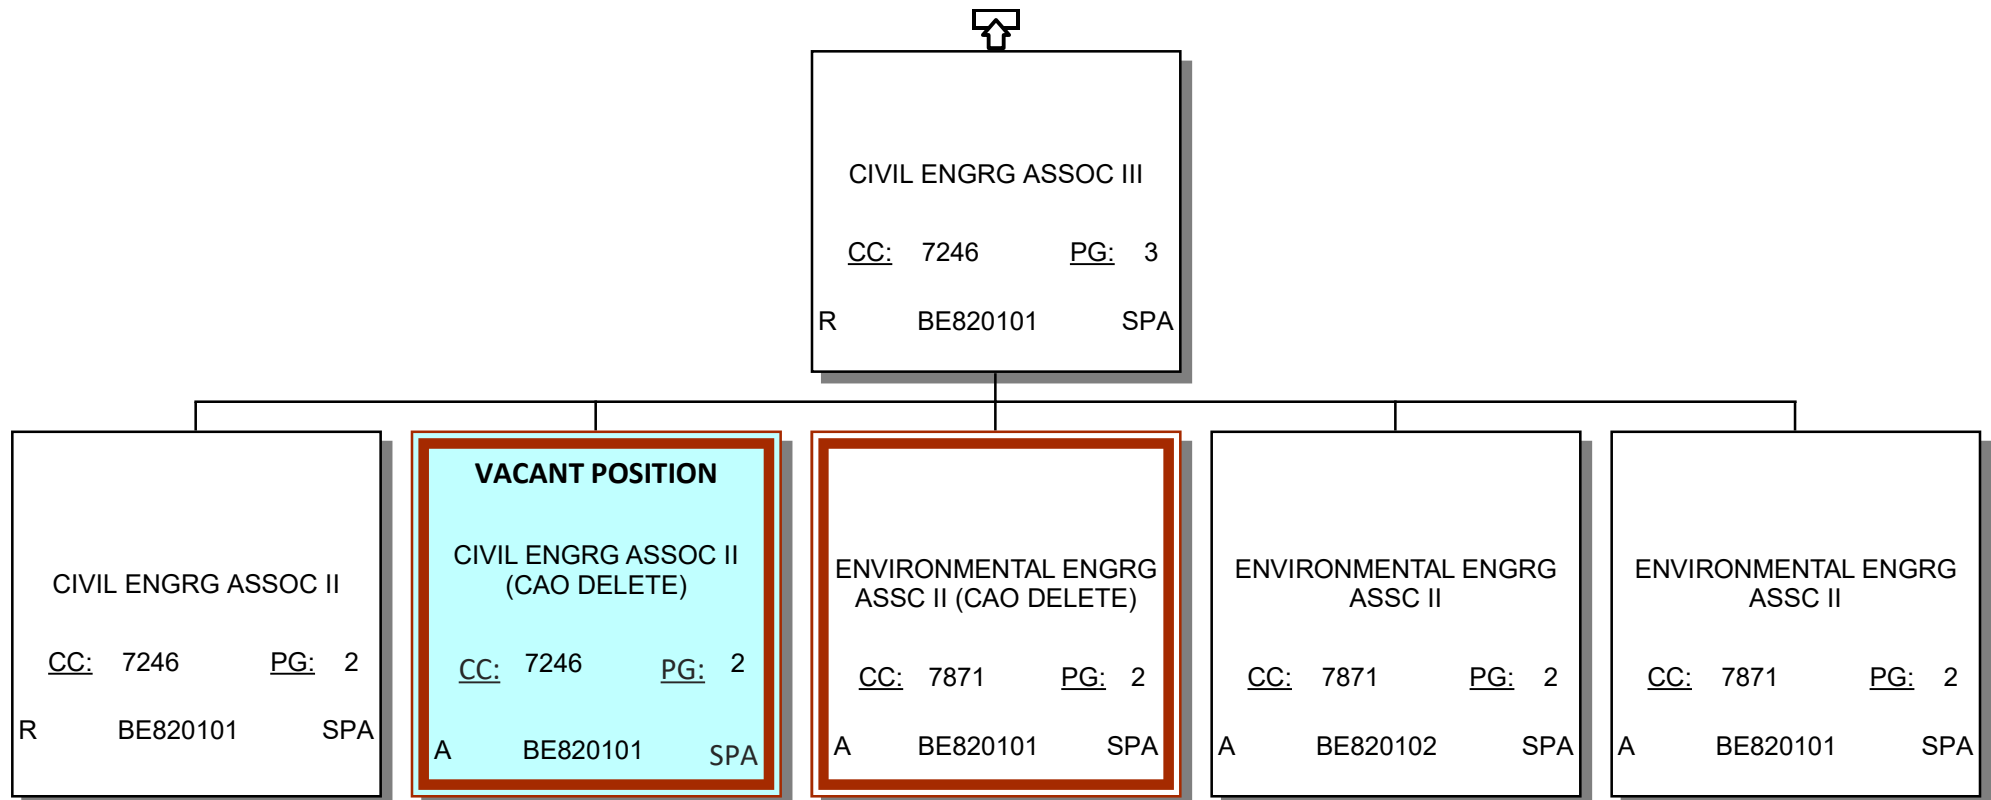 CIVIL ENGRG ASSOC III
CC: 7246 PG: 3
R BE820101 SPA
CIVIL ENGRG ASSOC II
CC: 7246 PG: 2
R BE820101 SPA
VACANT POSITION
CIVIL ENGRG ASSOC II
(CAO DELETE)
CC: 7246 PG: 2
A BE820101 SPA
ENVIRONMENTAL ENGRG
ASSC II (CAO DELETE)
CC: 7871 PG: 2
A BE820101 SPA
ENVIRONMENTAL ENGRG
ASSC II
CC: 7871 PG: 2
A BE820102 SPA
ENVIRONMENTAL ENGRG
ASSC II
CC: 7871 PG: 2
A BE820101 SPA